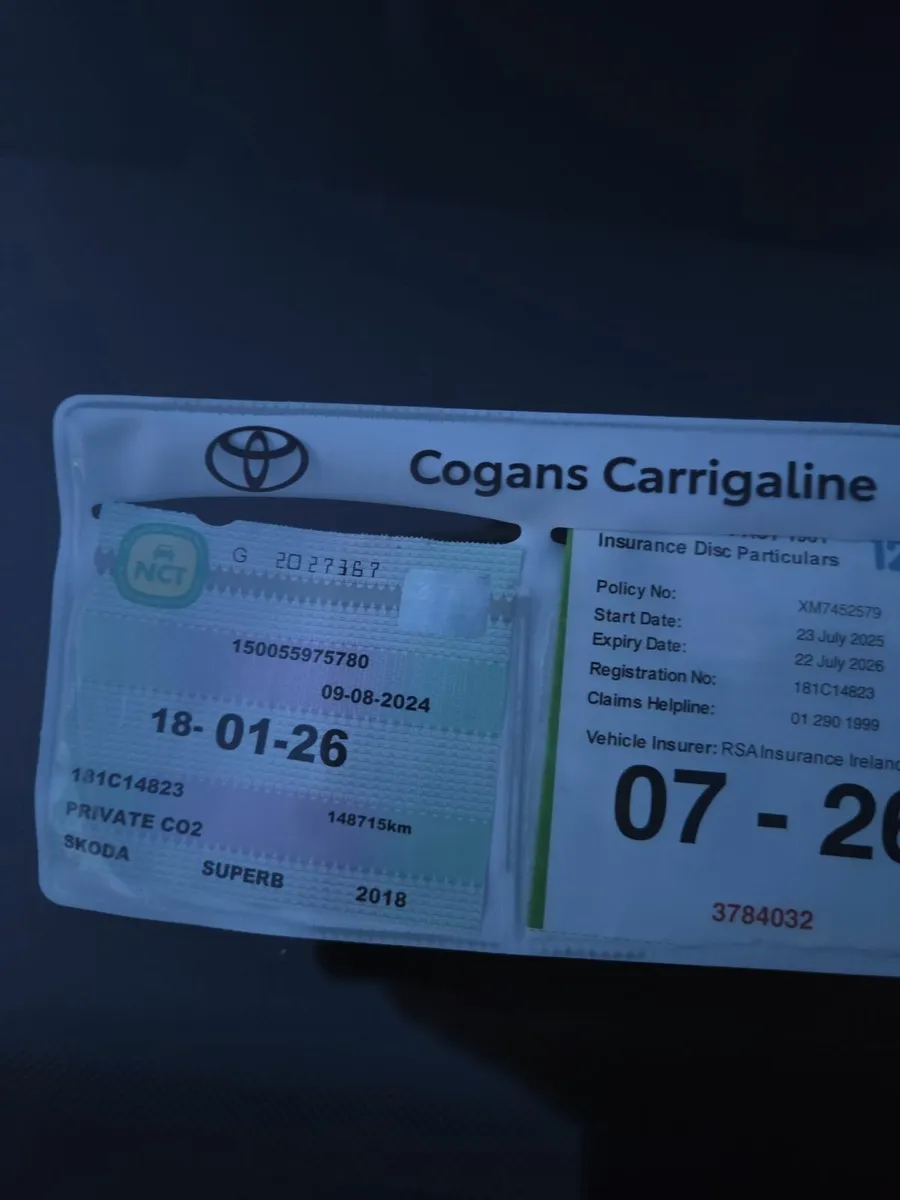 Cogans Carrigaline
NCT
G 2027367
150055975780
09-08-2024
18-01-26
181C14823
PRIVATE CO2 148715km
SKODA SUPERB 2018
Insurance Disc Particulars
Policy No: XM7452579
Start Date: 23 July 2025
Expiry Date: 22 July 2026
Registration No: 181C14823
Claims Helpline: 01 290 1999
Vehicle Insurer: RSA Insurance
07 - 26
3784032